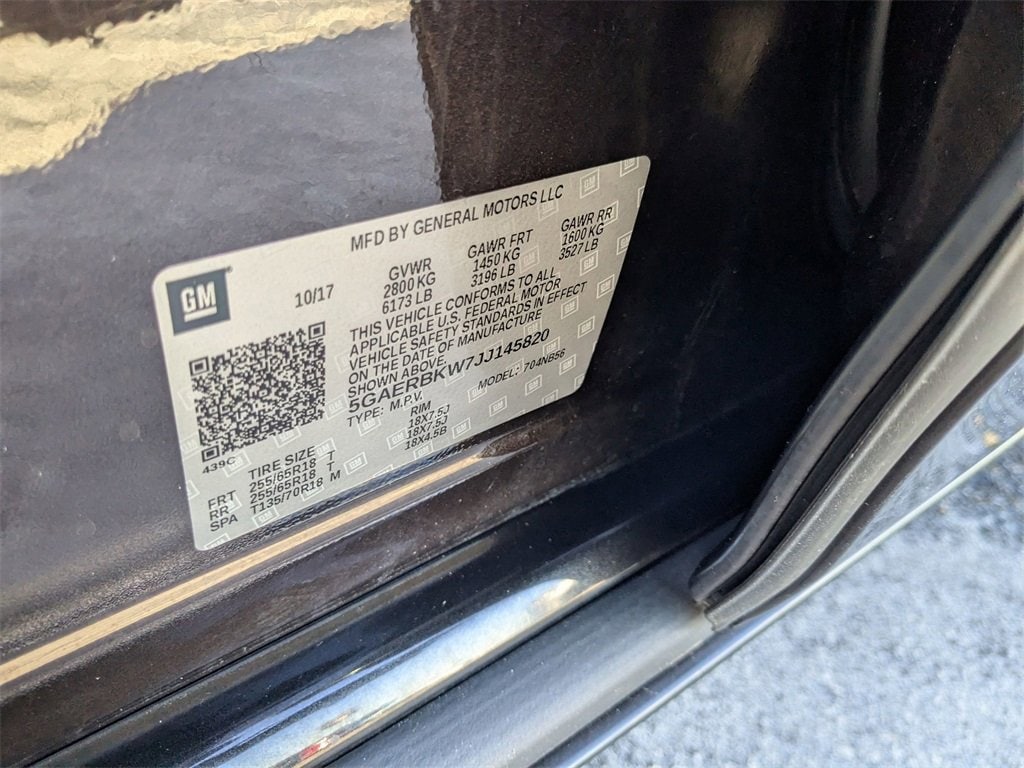 MFD BY GENERAL MOTORS LLC
GM
10/17
GVWR
2800 KG
6173 LB
GAWR FRT
1450 KG
3196 LB
GAWR RR
1600 KG
3527 LB
THIS VEHICLE CONFORMS TO ALL
APPLICABLE U.S. FEDERAL MOTOR
VEHICLE SAFETY STANDARDS IN EFFECT
ON THE DATE OF MANUFACTURE
SHOWN ABOVE.
5GAERBKW7JJ145820
TYPE: M.P.V.
MODEL: 704NB56
439C
TIRE SIZE RIM
FRT 255/65R18 T 18X7.5J
RR 255/65R18 T 18X7.5J
SPA T135/70R18 M 18X4.5B